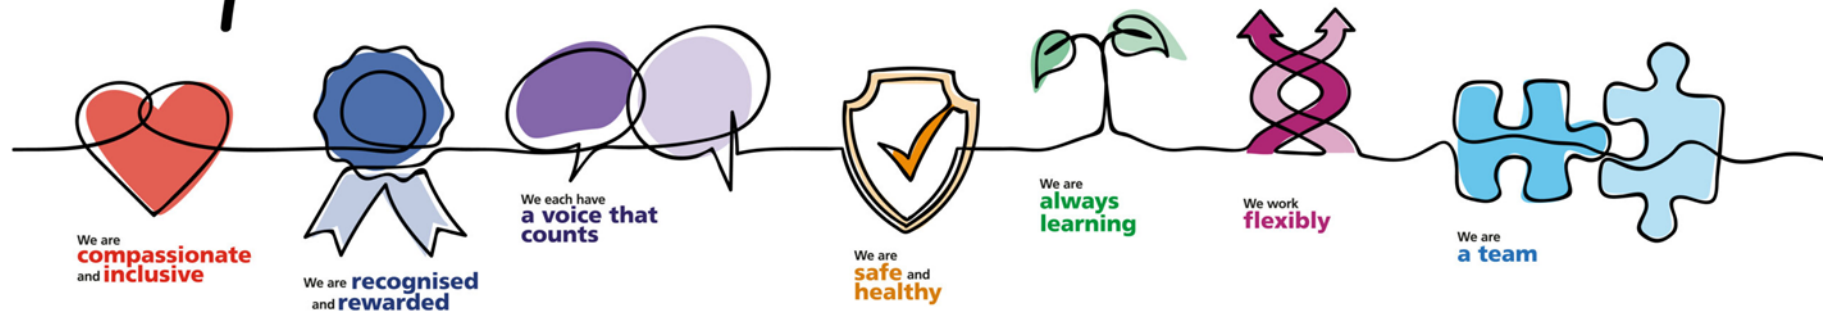 We are
compassionate
and inclusive
We are recognised
and rewarded
We each have
a voice that
counts
We are
safe and
healthy
We are
always
learning
We work
flexibly
We are
a team